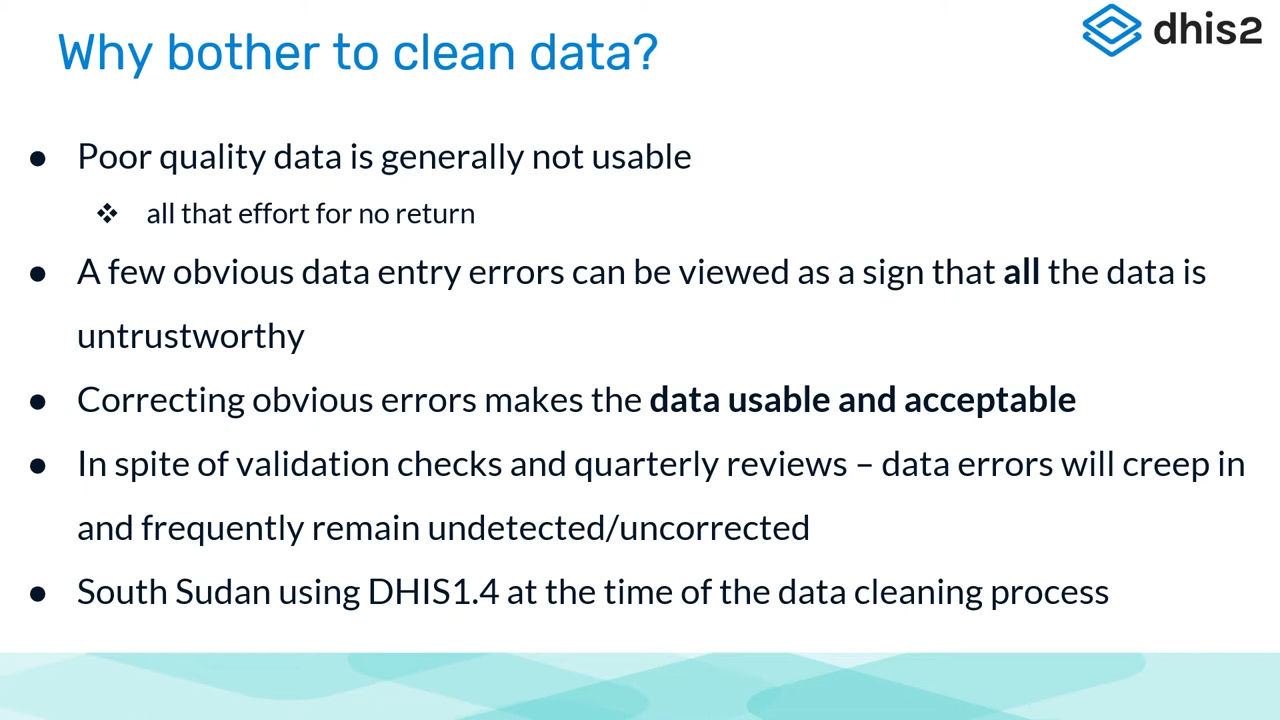 Why bother to clean data?
dhis2
● Poor quality data is generally not usable
❖ all that effort for no return
● A few obvious data entry errors can be viewed as a sign that all the data is
untrustworthy
● Correcting obvious errors makes the data usable and acceptable
● In spite of validation checks and quarterly reviews – data errors will creep in
and frequently remain undetected/uncorrected
● South Sudan using DHIS1.4 at the time of the data cleaning process